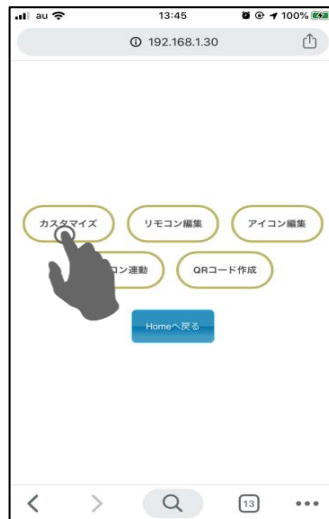 au 13:45 100%
192.168.1.30
カスタマイズ リモコン編集 アイコン編集
コン連動 QRコード作成
Homeへ戻る
13